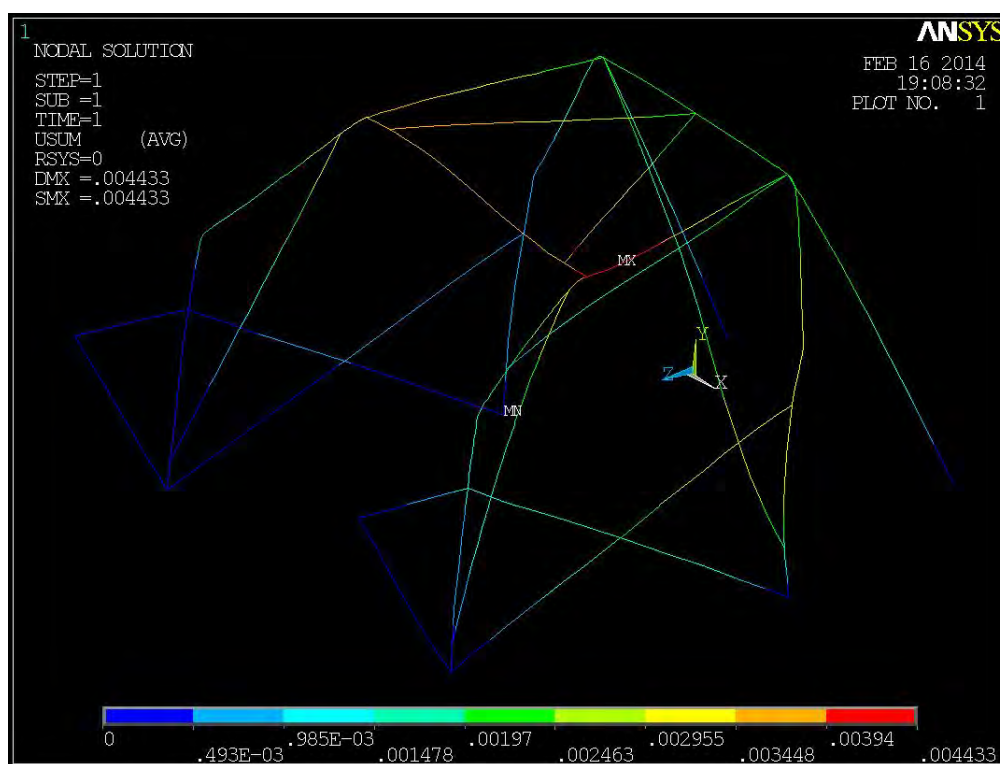 1
NODAL SOLUTION
STEP=1
SUB =1
TIME=1
USUM (AVG)
RSYS=0
DMX =.004433
SMX =.004433
ANSYS
FEB 16 2014
19:08:32
PLOT NO. 1
MX
Y
Z
X
MN
0
.493E-03
.985E-03
.001478
.00197
.002463
.002955
.003448
.00394
.004433